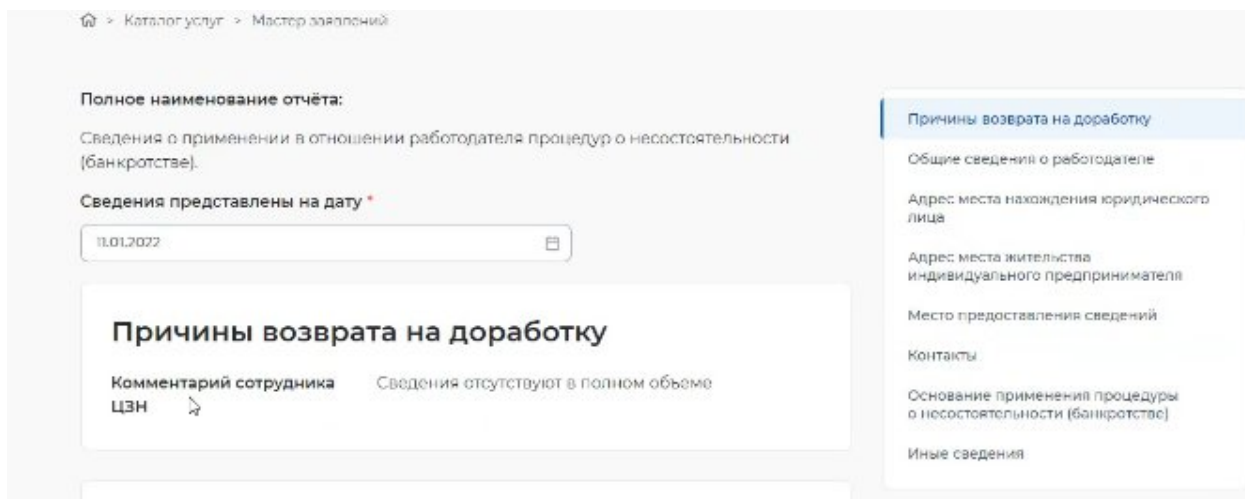 > Каталог услуг > Мастер заявлений
Полное наименование отчёта:
Сведения о применении в отношении работодателя процедур о несостоятельности
(банкротстве).
Сведения представлены на дату *
11.01.2022
Причины возврата на доработку
Комментарий сотрудника
ЦЗН
Сведения отсутствуют в полном объеме
Причины возврата на доработку
Общие сведения о работодателе
Адрес места нахождения юридического
лица
Адрес места жительства
индивидуального предпринимателя
Место предоставления сведений
Контакты
Основание применения процедуры
о несостоятельности (банкротстве)
Иные сведения